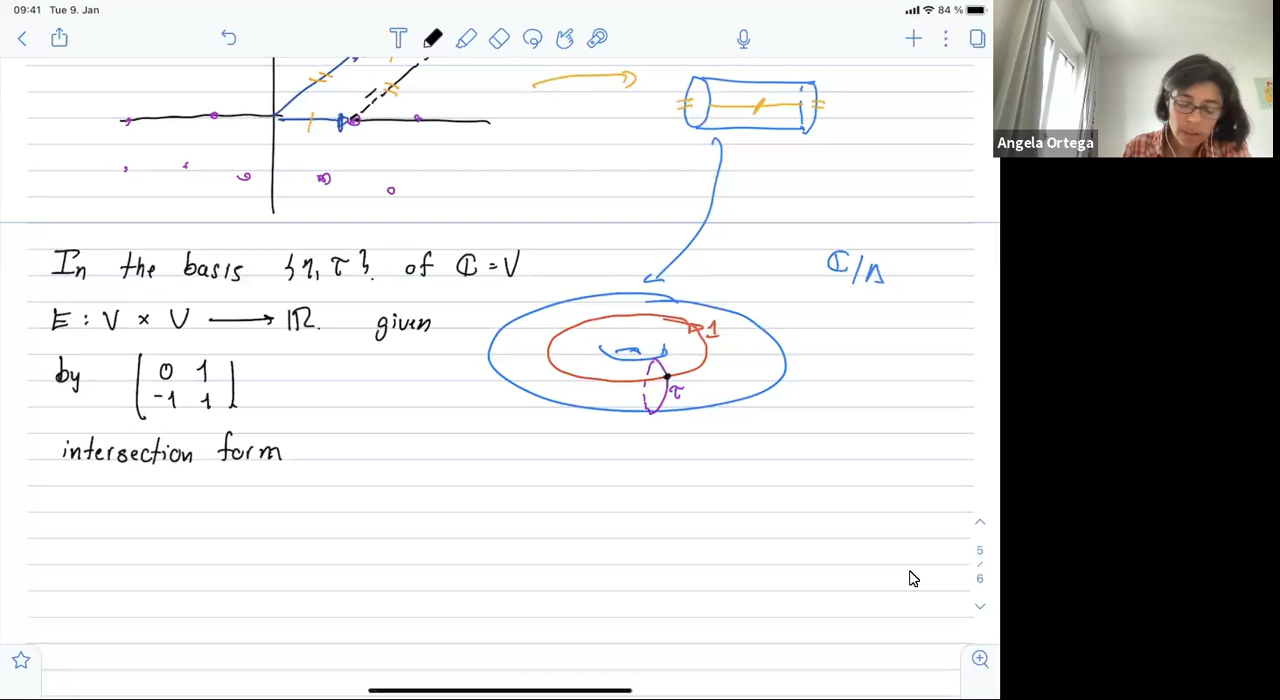 09:41 Tue 9. Jan
84 %
T
Angela Ortega
In the basis {1, τ} of ℂ = V
ℂ/Λ
E : V × V → ℝ given
1
by
0 1
-1 1
τ
intersection form
5
/
6